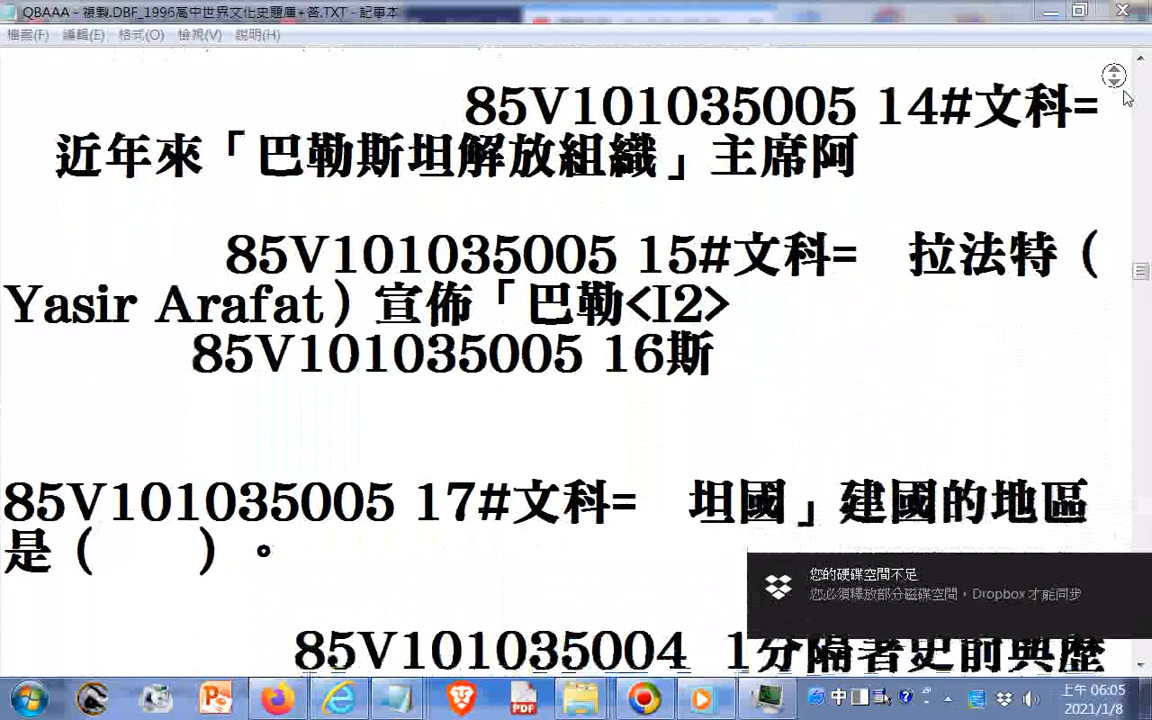 QBAAA - 複製.DBF_1996高中世界文化史題庫+答.TXT - 記事本
檔案(F) 編輯(E) 格式(O) 檢視(V) 說明(H)
85V101035005 14#文科=
近年來「巴勒斯坦解放組織」主席阿
85V101035005 15#文科= 拉法特（
Yasir Arafat）宣佈「巴勒<I2>
85V101035005 16斯
85V101035005 17#文科= 坦國」建國的地區
是（ ）。
您的硬碟空間不足
您必須釋放部分磁碟空間，Dropbox 才能同步
85V101035004 1分隔著史前與歷
中
上午 06:05
2021/1/8